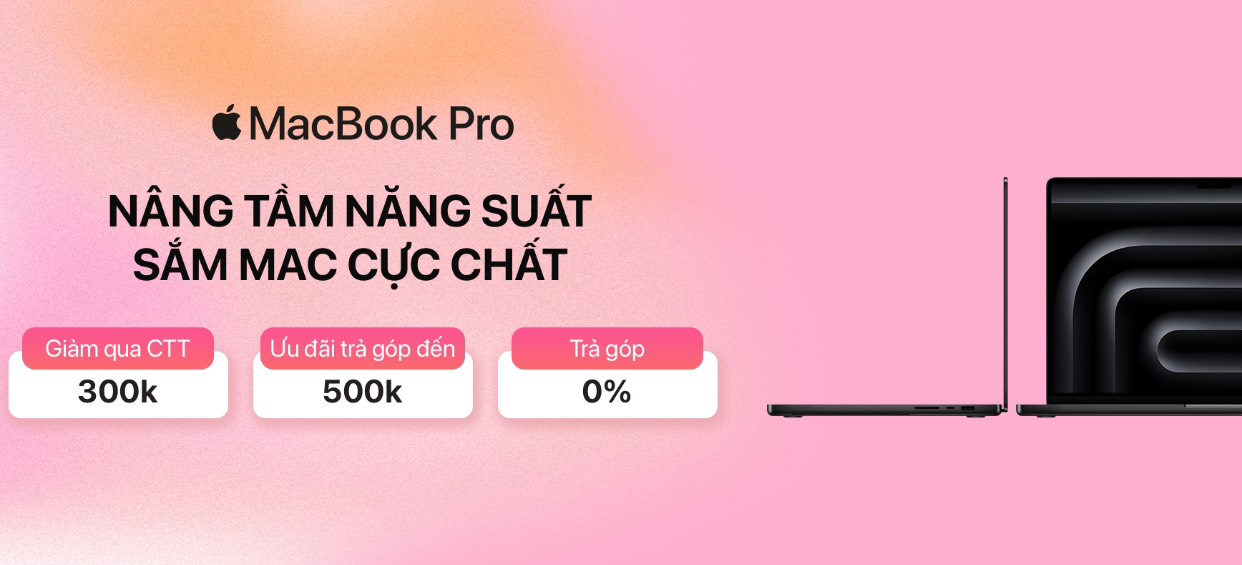 MacBook Pro
NÂNG TẦM NĂNG SUẤT
SẮM MAC CỰC CHẤT
Giảm qua CTT
300k
Ưu đãi trả góp đến
500k
Trả góp
0%